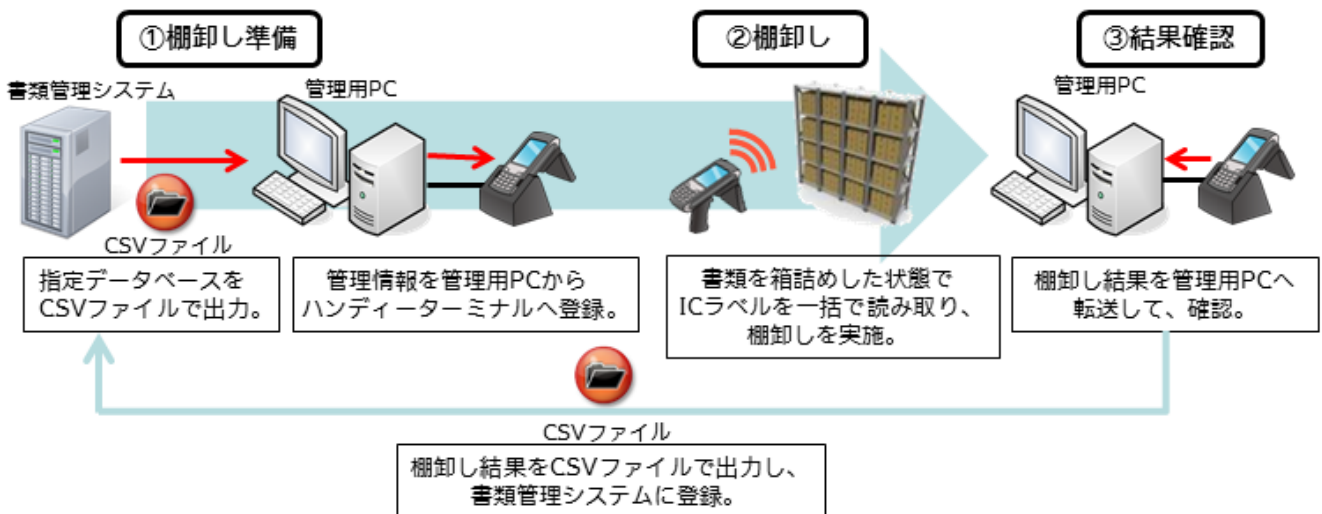 ①棚卸し準備
②棚卸し
③結果確認
書類管理システム
管理用PC
管理用PC
CSVファイル
指定データベースを
CSVファイルで出力。
管理情報を管理用PCから
ハンディーターミナルへ登録。
書類を箱詰めした状態で
ICラベルを一括で読み取り、
棚卸しを実施。
棚卸し結果を管理用PCへ
転送して、確認。
CSVファイル
棚卸し結果をCSVファイルで出力し、
書類管理システムに登録。